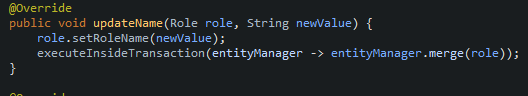 @Override
public void updateName(Role role, String newValue) {
    role.setRoleName(newValue);
    executeInsideTransaction(entityManager -> entityManager.merge(role));
}